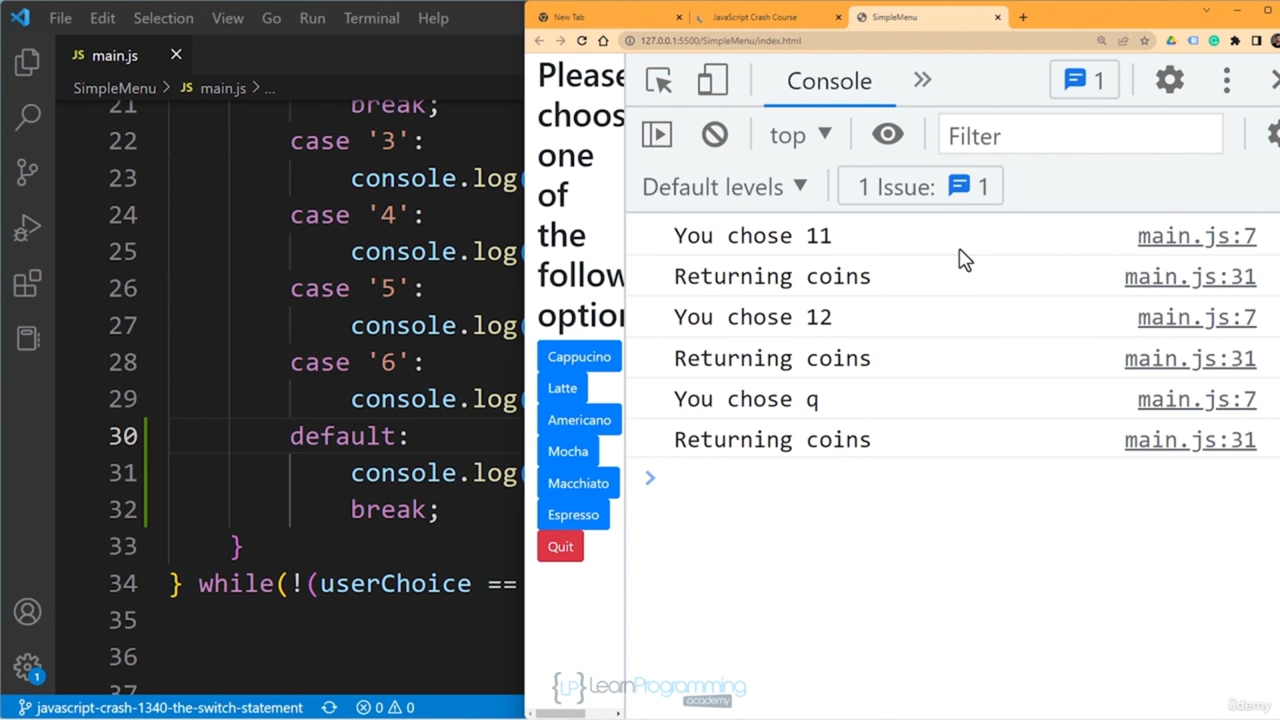 File Edit Selection View Go Run Terminal Help
JS main.js
SimpleMenu > JS main.js > ...
21 break;
22 case '3':
23 console.log(
24 case '4':
25 console.log(
26 case '5':
27 console.log(
28 case '6':
29 console.log(
30 default:
31 console.log(
32 break;
33 }
34 } while(!(userChoice ==
35
36
37
1
javascript-crash-1340-the-switch-statement 0 0
New Tab JavaScript Crash Course SimpleMenu
127.0.0.1:5500/SimpleMenu/index.html
Please
choos
one
of
the
follow
option
Cappucino
Latte
Americano
Mocha
Macchiato
Espresso
Quit
Console 1
top Filter
Default levels 1 Issue: 1
You chose 11 main.js:7
Returning coins main.js:31
You chose 12 main.js:7
Returning coins main.js:31
You chose q main.js:7
Returning coins main.js:31
{LP} LearnProgramming
academy
ûdemy